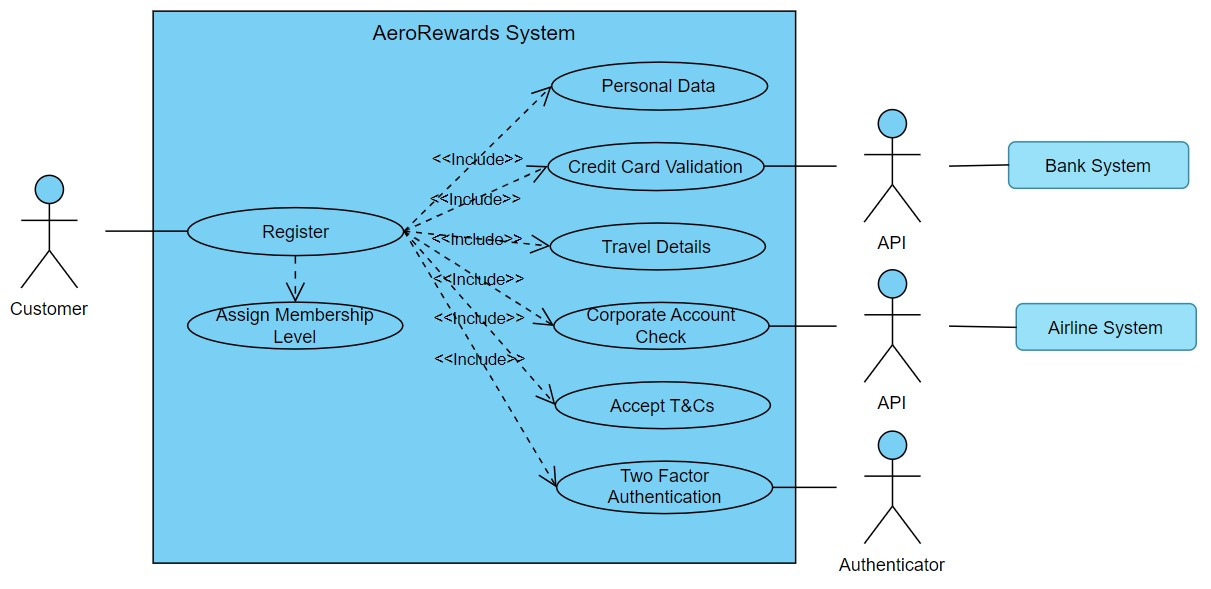 AeroRewards System
Personal Data
<<Include>>
Credit Card Validation
Bank System
<<Include>>
Register
<<Include>>
Travel Details
API
<<Include>>
Customer
Assign Membership
Level
<<Include>>
Corporate Account
Check
Airline System
<<Include>>
Accept T&Cs
API
Two Factor
Authentication
Authenticator